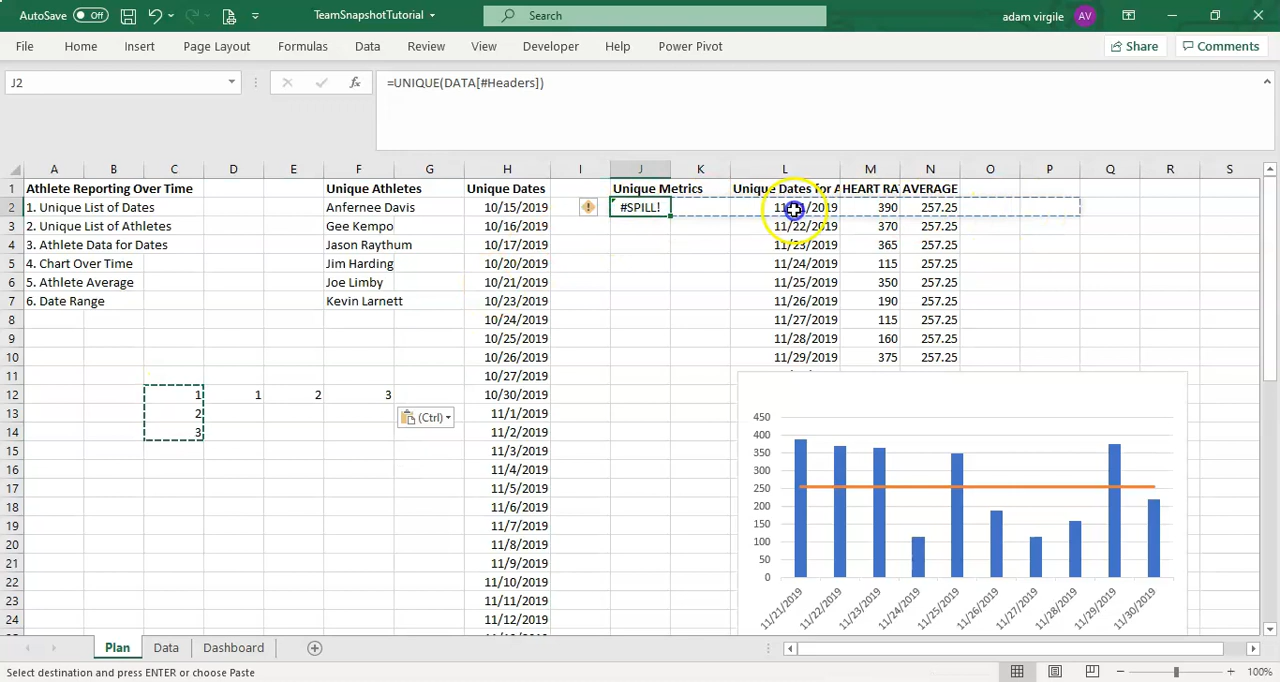 AutoSave Off TeamSnapshotTutorial Search adam virgile AV
File Home Insert Page Layout Formulas Data Review View Developer Help Power Pivot Share Comments
J2 fx =UNIQUE(DATA[#Headers])
A B C D E F G H I J K L M N O P Q R S
1 Athlete Reporting Over Time Unique Athletes Unique Dates Unique Metrics Unique Dates for A HEART RA AVERAGE
2 1. Unique List of Dates Anfernee Davis 10/15/2019 #SPILL! 11/21/2019 390 257.25
3 2. Unique List of Athletes Gee Kempo 10/16/2019 11/22/2019 370 257.25
4 3. Athlete Data for Dates Jason Raythum 10/17/2019 11/23/2019 365 257.25
5 4. Chart Over Time Jim Harding 10/20/2019 11/24/2019 115 257.25
6 5. Athlete Average Joe Limby 10/21/2019 11/25/2019 350 257.25
7 6. Date Range Kevin Larnett 10/23/2019 11/26/2019 190 257.25
8 10/24/2019 11/27/2019 115 257.25
9 10/25/2019 11/28/2019 160 257.25
10 10/26/2019 11/29/2019 375 257.25
11 10/27/2019
12 1 1 2 3 10/30/2019
13 2 (Ctrl) 11/1/2019
14 3 11/2/2019
15 11/3/2019
16 11/4/2019
17 11/5/2019
18 11/6/2019
19 11/7/2019
20 11/8/2019
21 11/9/2019
22 11/10/2019
23 11/11/2019
24 11/12/2019
450
400
350
300
250
200
150
100
50
0
11/21/2019 11/22/2019 11/23/2019 11/24/2019 11/25/2019 11/26/2019 11/27/2019 11/28/2019 11/29/2019 11/30/2019
Plan Data Dashboard
Select destination and press ENTER or choose Paste 100%